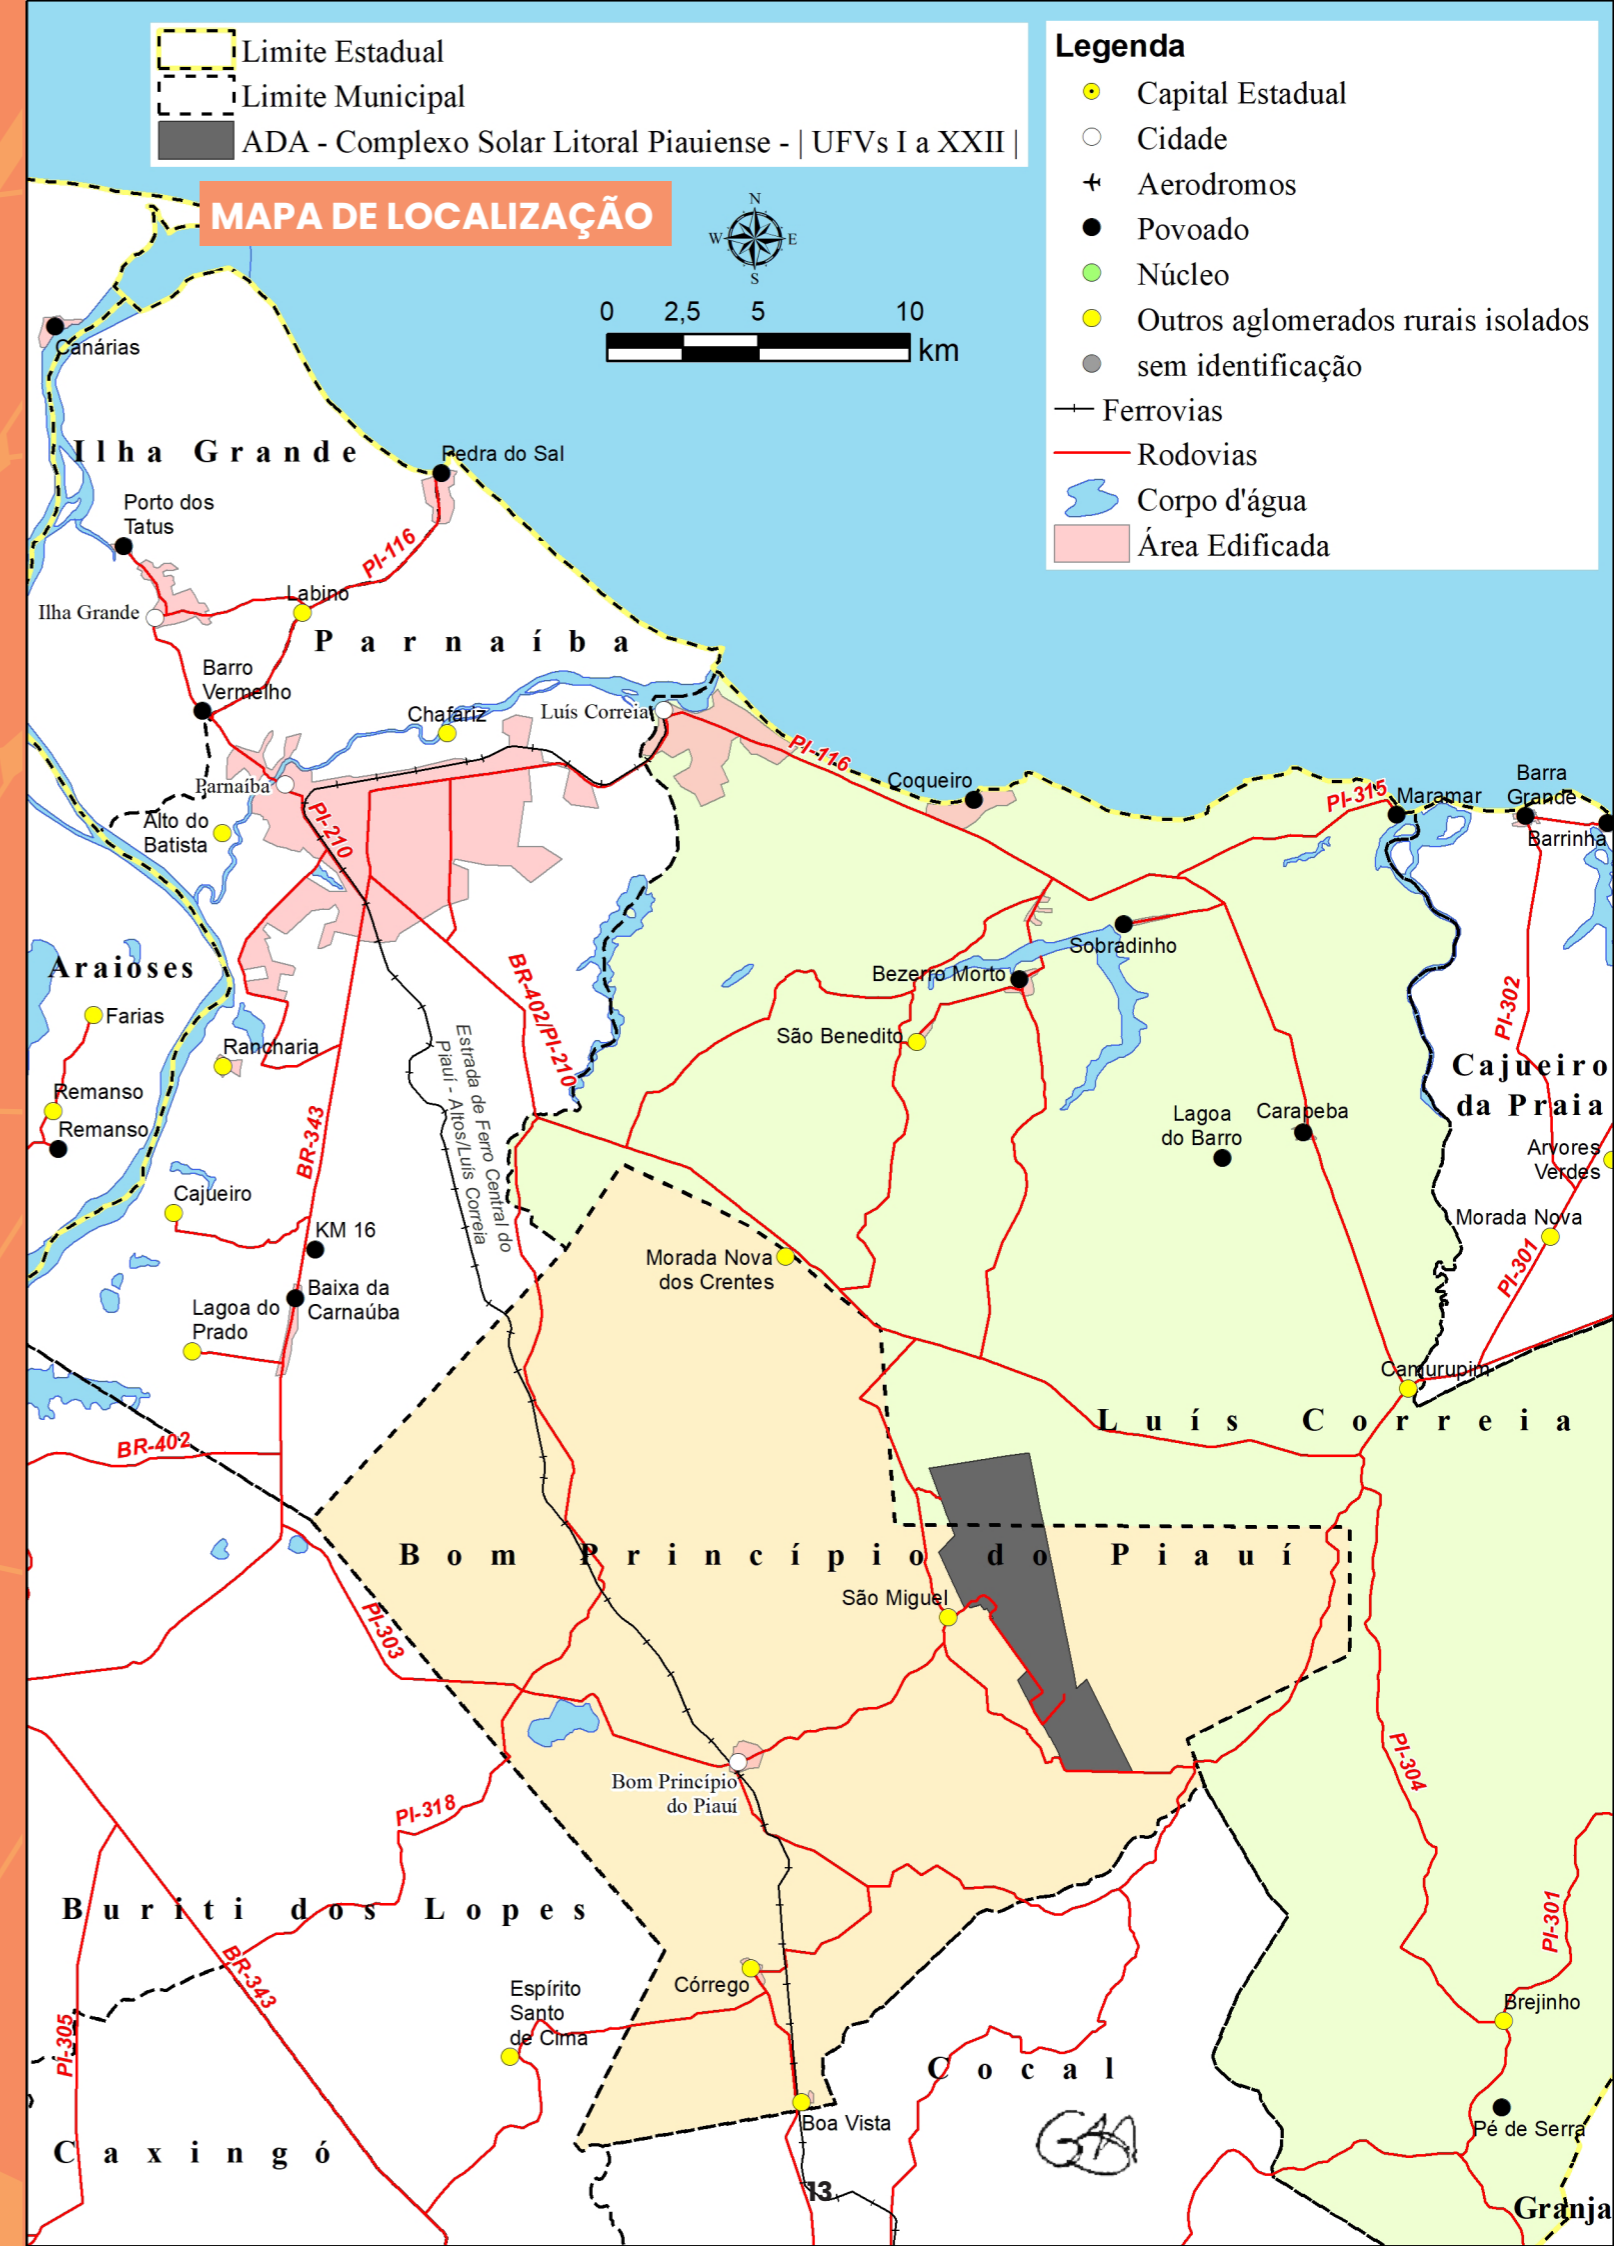 Limite Estadual
Limite Municipal
ADA - Complexo Solar Litoral Piauiense - | UFVs I a XXII |
Legenda
Capital Estadual
Cidade
Aerodromos
Povoado
Núcleo
Outros aglomerados rurais isolados
sem identificação
Ferrovias
Rodovias
Corpo d'água
Área Edificada
MAPA DE LOCALIZAÇÃO
N
W
E
S
0 2,5 5 10
km
Canárias
Ilha Grande
Pedra do Sal
Porto dos
Tatus
PI-116
Labino
Ilha Grande
Parnaíba
Barro
Vermelho
Chafariz
Luís Correia
PI-116
Coqueiro
PI-315
Maramar
Barra
Grande
Barrinha
Parnaíba
PI-210
Alto do
Batista
Sobradinho
Bezerro Morto
Araioses
Farias
BR-402/PI-210
PI-302
São Benedito
Rancharia
Estrada de Ferro Central do
Piauí - Altos/Luís Correia
Cajueiro
da Praia
Remanso
Remanso
BR-343
Lagoa
do Barro
Carapeba
Arvores
Verdes
Cajueiro
KM 16
Morada Nova
Morada Nova
dos Crentes
PI-301
Baixa da
Carnaúba
Lagoa do
Prado
Camurupim
Luís Correia
BR-402
Bom Princípio do Piauí
São Miguel
PI-303
Bom Princípio
do Piauí
PI-304
PI-318
Buriti dos Lopes
PI-301
BR-343
Córrego
Espírito
Santo
de Cima
Brejinho
PI-305
Cocal
Boa Vista
Pé de Serra
Caxingó
13
Granja